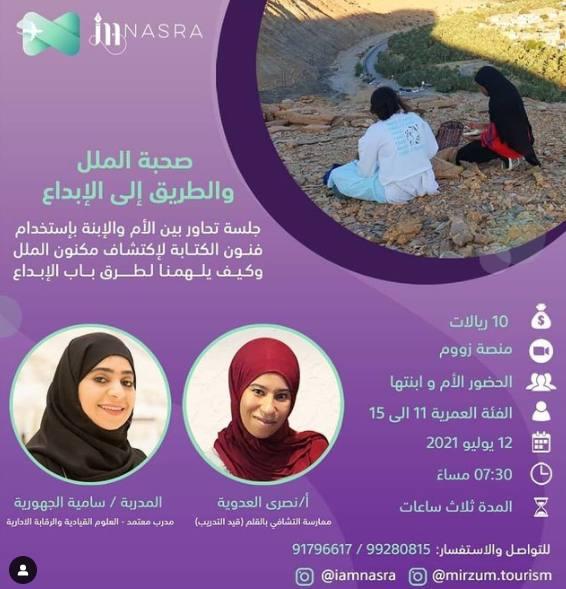 im NASRA
صحبة الملل
والطريق إلى الإبداع
جلسة تحاور بين الأم والإبنة بإستخدام
فنون الكتابة لإكتشاف مكنون الملل
وكيف يلهمنا لطرق باب الإبداع
10 ريالات
منصة زووم
الحضور الأم و ابنتها
الفئة العمرية 11 الى 15
12 يوليو 2021
07:30 مساءً
المدة ثلاث ساعات
أ/نصرى العدوية
ممارسة التشافي بالقلم (قيد التدريب)
المدربة / سامية الجهورية
مدرب معتمد - العلوم القيادية والرقابة الادارية
للتواصل والاستفسار: 99280815 / 91796617
@iamnasra @mirzum.tourism